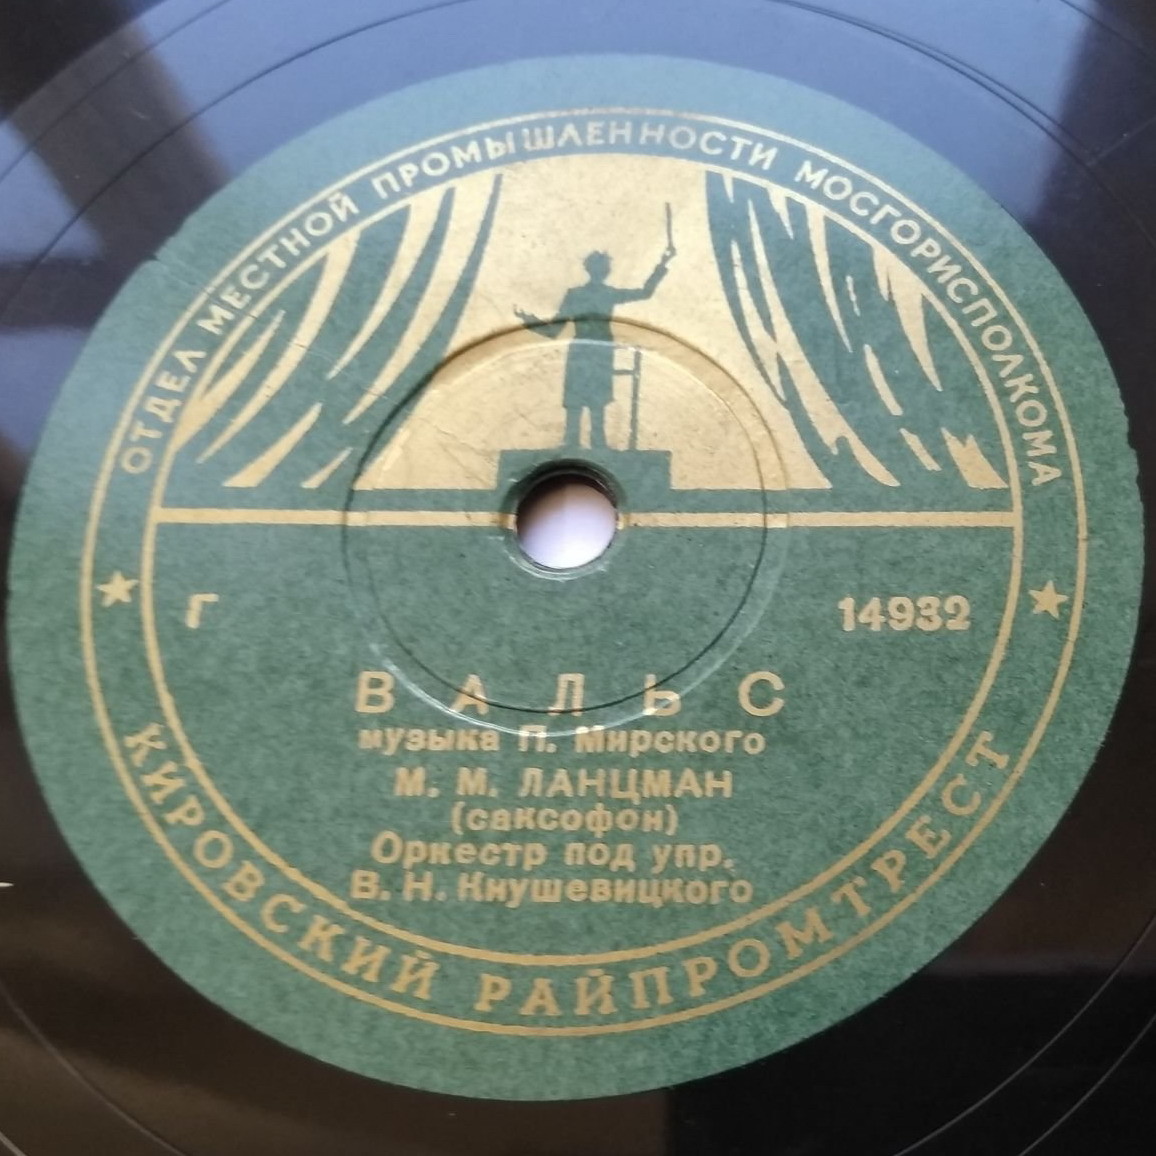 ОТДЕЛ МЕСТНОЙ ПРОМЫШЛЕННОСТИ МОСГОРИСПОЛКОМА
Г 14932
ВАЛЬС
музыка П. Мирского
М. М. ЛАНЦМАН
(саксофон)
Оркестр под упр.
В. Н. Кнушевицкого
КИРОВСКИЙ РАЙПРОМТРЕСТ